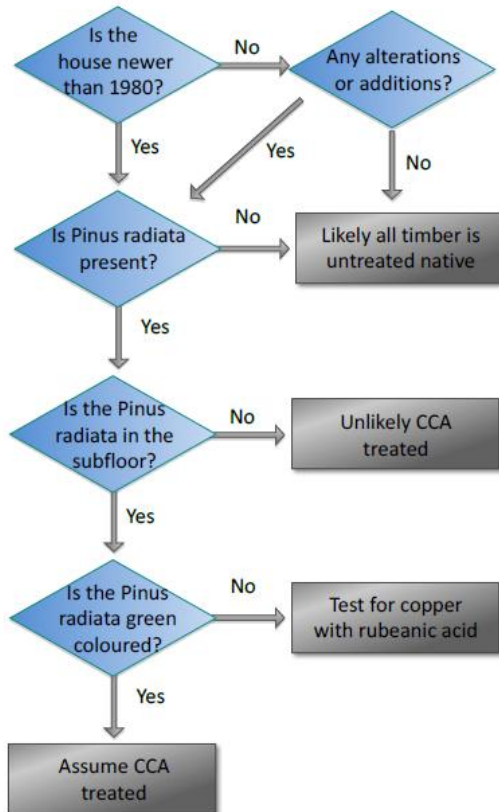 Is the
house newer
than 1980?
No
Any alterations
or additions?
Yes
Yes
No
Is Pinus radiata
present?
No
Likely all timber is
untreated native
Yes
Is the Pinus
radiata in the
subfloor?
No
Unlikely CCA
treated
Yes
Is the Pinus
radiata green
coloured?
No
Test for copper
with rubeanic acid
Yes
Assume CCA
treated